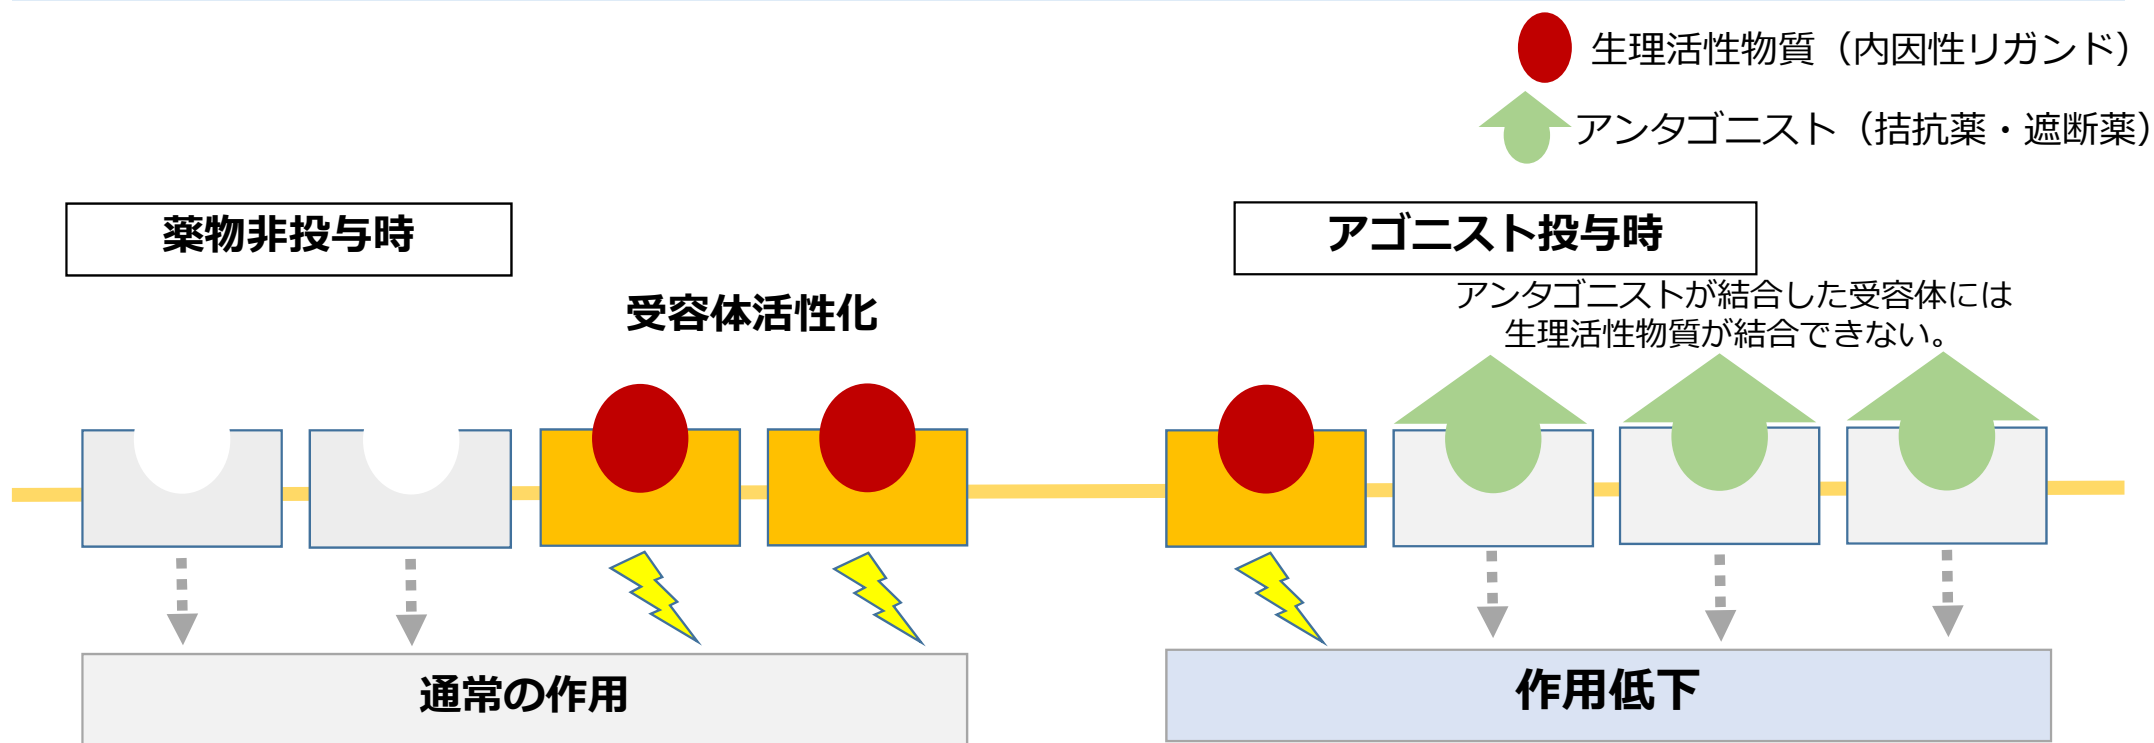 生理活性物質（内因性リガンド）
アンタゴニスト（拮抗薬・遮断薬）
薬物非投与時
アゴニスト投与時
受容体活性化
アンタゴニストが結合した受容体には
生理活性物質が結合できない。
通常の作用
作用低下